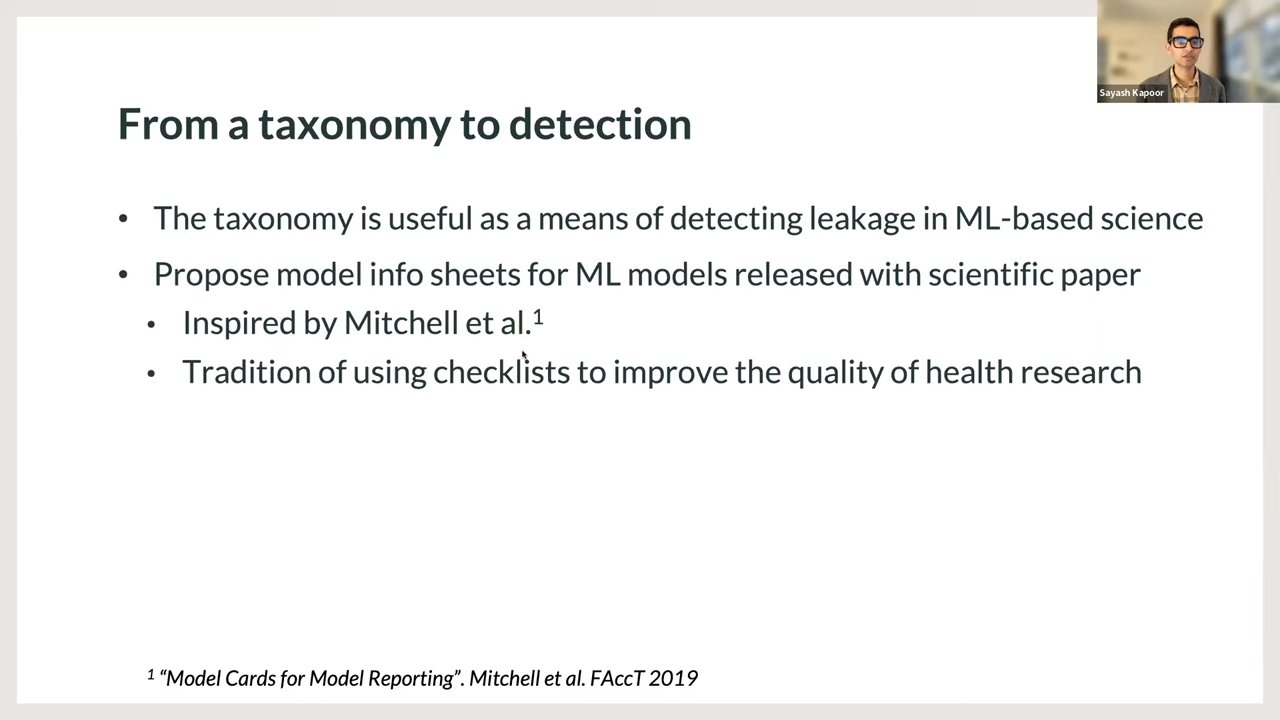 Sayash Kapoor
From a taxonomy to detection
• The taxonomy is useful as a means of detecting leakage in ML-based science
• Propose model info sheets for ML models released with scientific paper
• Inspired by Mitchell et al.¹
• Tradition of using checklists to improve the quality of health research
¹ “Model Cards for Model Reporting”. Mitchell et al. FAccT 2019